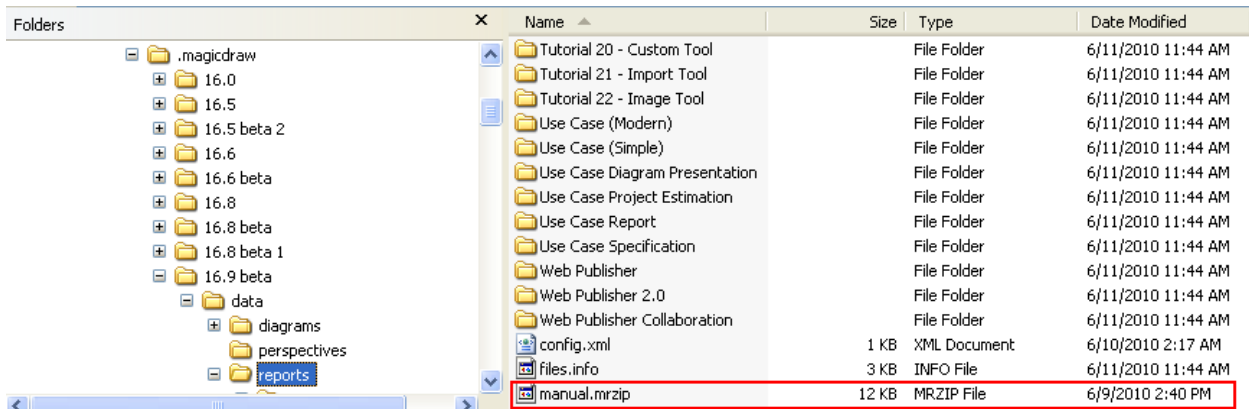 Folders
.magicdraw
16.0
16.5
16.5 beta 2
16.6
16.6 beta
16.8
16.8 beta
16.8 beta 1
16.9 beta
data
diagrams
perspectives
reports
Name Size Type Date Modified
Tutorial 20 - Custom Tool File Folder 6/11/2010 11:44 AM
Tutorial 21 - Import Tool File Folder 6/11/2010 11:44 AM
Tutorial 22 - Image Tool File Folder 6/11/2010 11:44 AM
Use Case (Modern) File Folder 6/11/2010 11:44 AM
Use Case (Simple) File Folder 6/11/2010 11:44 AM
Use Case Diagram Presentation File Folder 6/11/2010 11:44 AM
Use Case Project Estimation File Folder 6/11/2010 11:44 AM
Use Case Report File Folder 6/11/2010 11:44 AM
Use Case Specification File Folder 6/11/2010 11:44 AM
Web Publisher File Folder 6/11/2010 11:44 AM
Web Publisher 2.0 File Folder 6/11/2010 11:44 AM
Web Publisher Collaboration File Folder 6/11/2010 11:44 AM
config.xml 1 KB XML Document 6/10/2010 2:17 AM
files.info 3 KB INFO File 6/11/2010 11:44 AM
manual.mrzip 12 KB MRZIP File 6/9/2010 2:40 PM